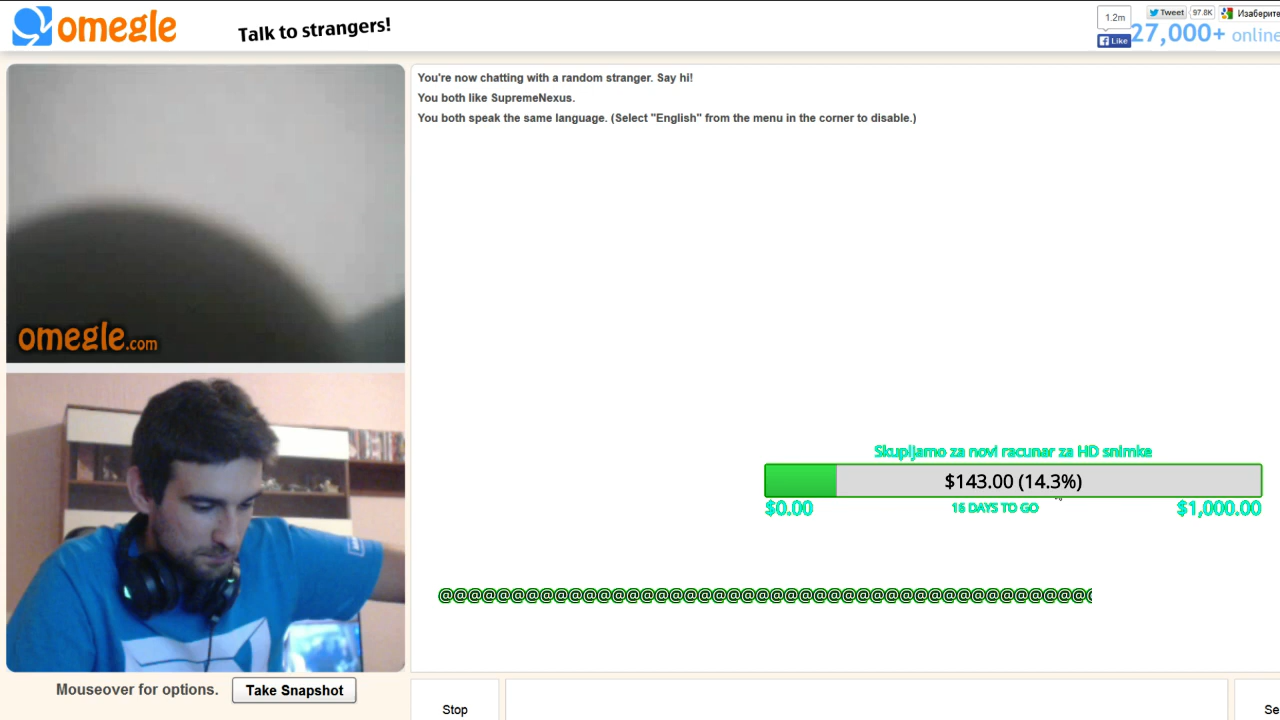 omegle
Talk to strangers!
1.2m
Like
Tweet
97.8K
Изаберите
27,000+ online
You're now chatting with a random stranger. Say hi!
You both like SupremeNexus.
You both speak the same language. (Select "English" from the menu in the corner to disable.)
omegle.com
Skupljamo za novi racunar za HD snimke
$143.00 (14.3%)
$0.00
16 DAYS TO GO
$1,000.00
@@@@@@@@@@@@@@@@@@@@@@@@@@@@@@@@@@@@@@@@@@@@@
Mouseover for options.
Take Snapshot
Stop
Se